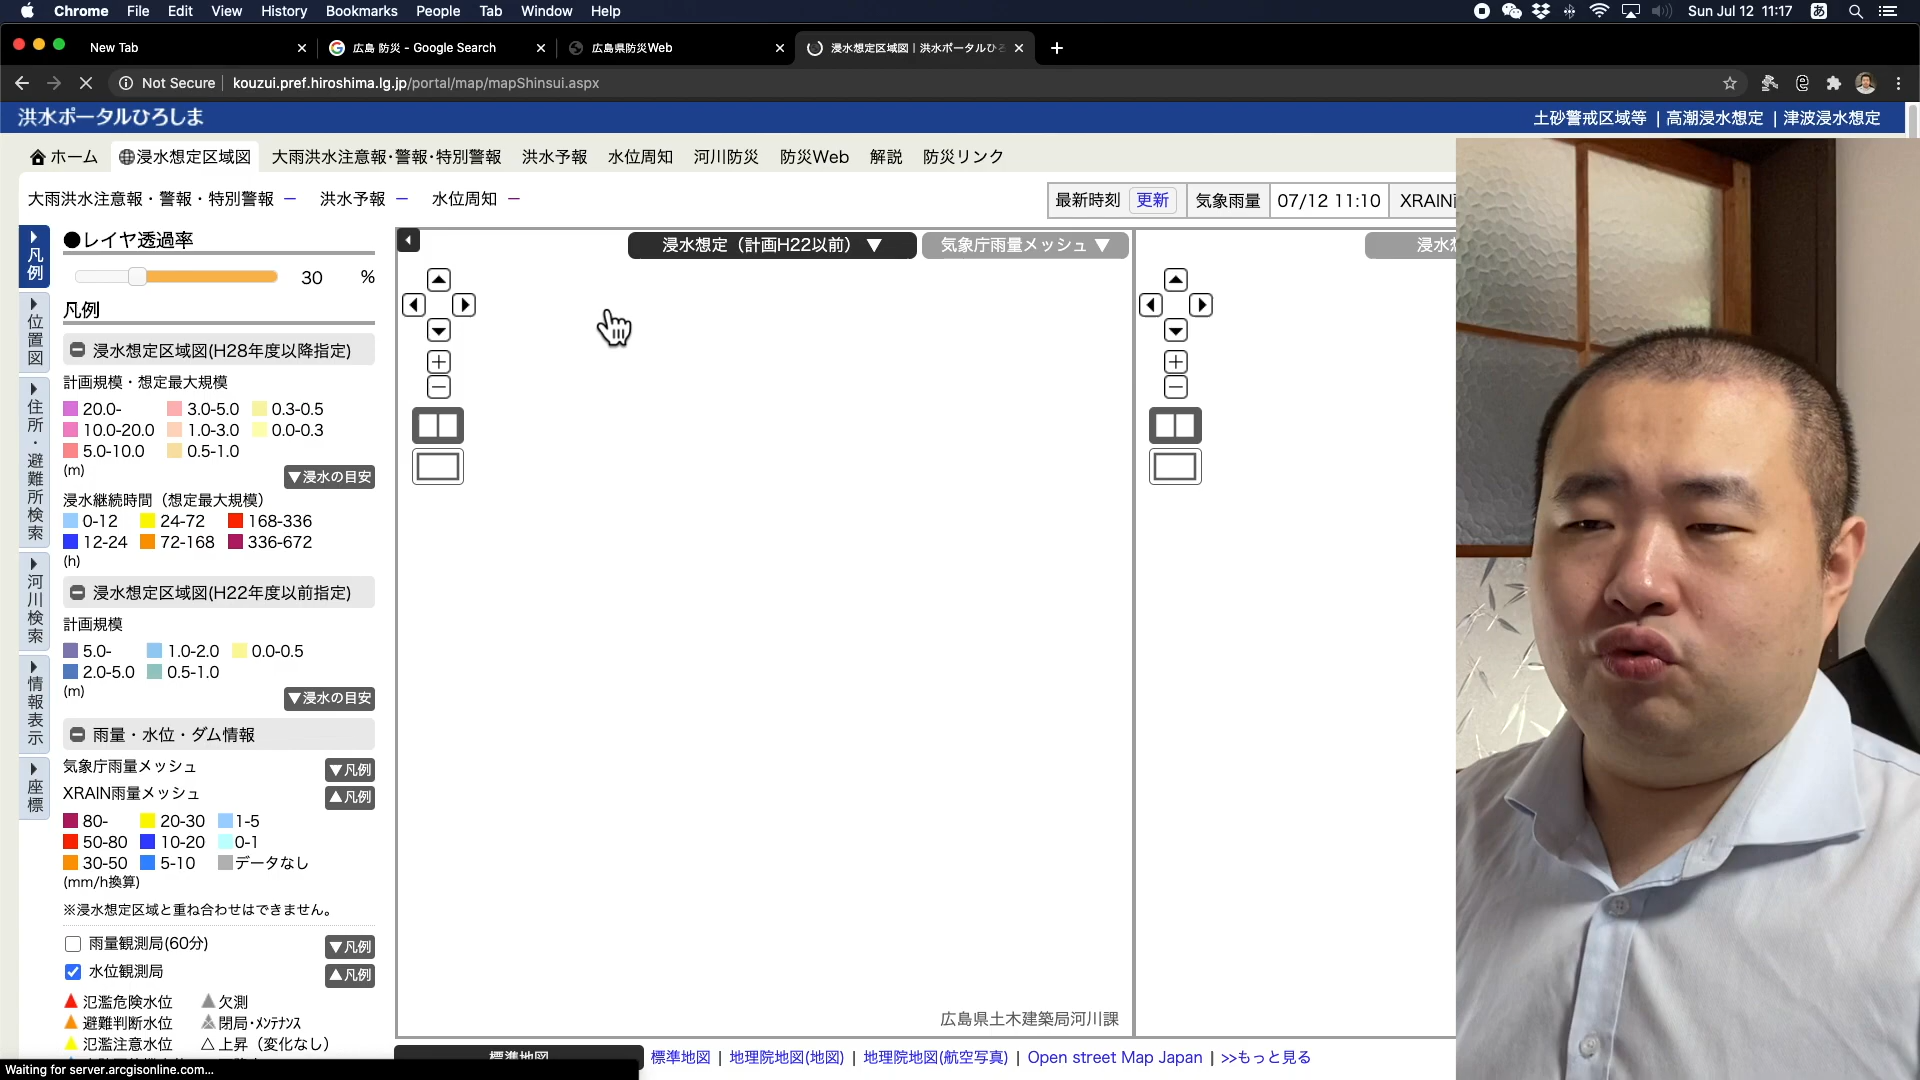 Chrome File Edit View History Bookmarks People Tab Window Help
Sun Jul 12 11:17 あ
New Tab
広島 防災 - Google Search
広島県防災Web
浸水想定区域図 | 洪水ポータルひろ
Not Secure | kouzui.pref.hiroshima.lg.jp/portal/map/mapShinsui.aspx
洪水ポータルひろしま
土砂警戒区域等 | 高潮浸水想定 | 津波浸水想定
ホーム 浸水想定区域図 大雨洪水注意報・警報・特別警報 洪水予報 水位周知 河川防災 防災Web 解説 防災リンク
大雨洪水注意報・警報・特別警報 − 洪水予報 − 水位周知 −
最新時刻 更新 気象雨量 07/12 11:10 XRAIN
凡例
位置図
住所・避難所検索
河川検索
情報表示
座標
●レイヤ透過率
30 %
凡例
浸水想定区域図(H28年度以降指定)
計画規模・想定最大規模
20.0- 3.0-5.0 0.3-0.5
10.0-20.0 1.0-3.0 0.0-0.3
5.0-10.0 0.5-1.0
(m)
▼浸水の目安
浸水継続時間（想定最大規模）
0-12 24-72 168-336
12-24 72-168 336-672
(h)
浸水想定区域図(H22年度以前指定)
計画規模
5.0- 1.0-2.0 0.0-0.5
2.0-5.0 0.5-1.0
(m)
▼浸水の目安
雨量・水位・ダム情報
気象庁雨量メッシュ ▼凡例
XRAIN雨量メッシュ ▲凡例
80- 20-30 1-5
50-80 10-20 0-1
30-50 5-10 データなし
(mm/h換算)
※浸水想定区域と重ね合わせはできません。
雨量観測局(60分) ▼凡例
水位観測局 ▲凡例
氾濫危険水位 欠測
避難判断水位 閉局・ﾒﾝﾃﾅﾝｽ
氾濫注意水位 △上昇（変化なし）
浸水想定（計画H22以前） ▼
気象庁雨量メッシュ ▼
浸水
広島県土木建築局河川課
標準地図
標準地図 | 地理院地図(地図) | 地理院地図(航空写真) | Open street Map Japan | >>もっと見る
Waiting for server.arcgisonline.com...